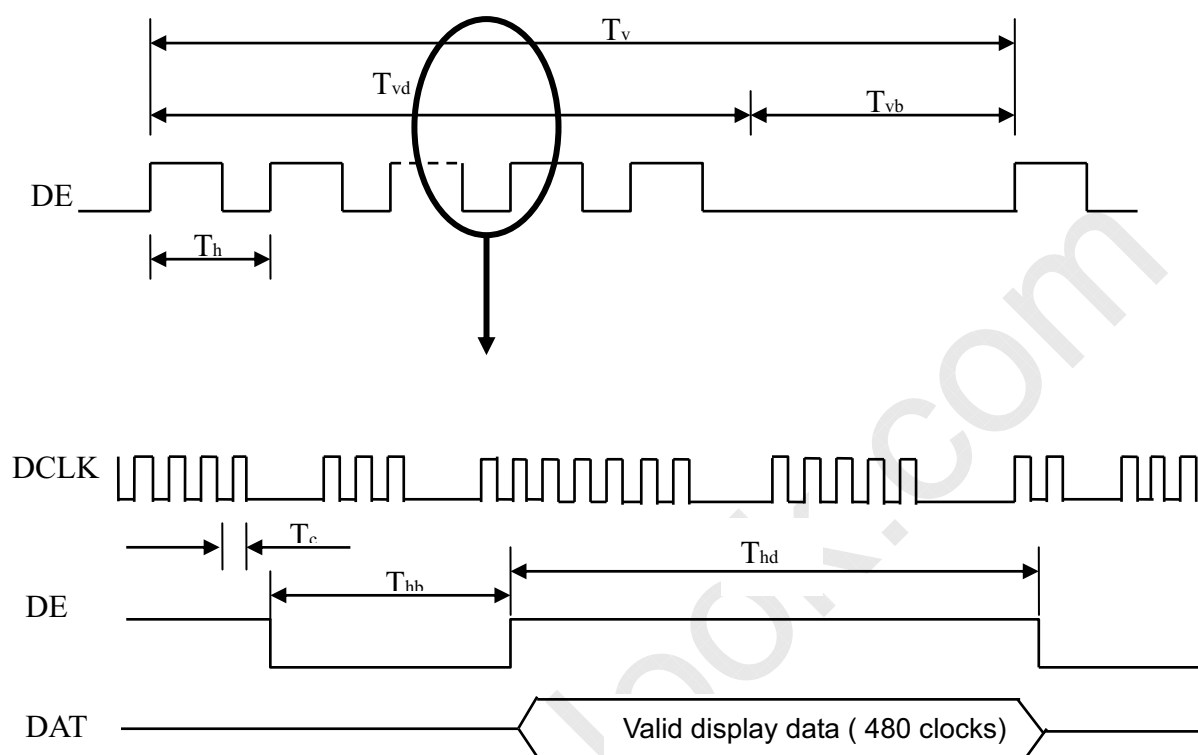 Tv
Tvd
Tvb
DE
Th
DCLK
Tc
Thd
Thb
DE
DAT
Valid display data ( 480 clocks)